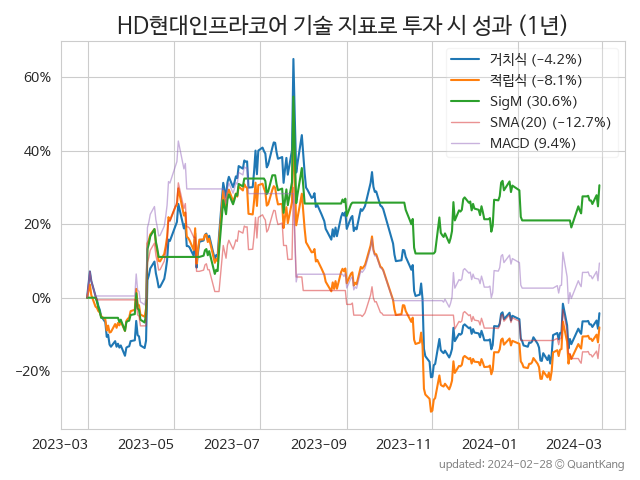 HD현대인프라코어 기술 지표로 투자 시 성과 (1년)
거치식 (−4.2%)
적립식 (−8.1%)
SigM (30.6%)
SMA(20) (−12.7%)
MACD (9.4%)
60%
40%
20%
0%
−20%
2023-03 2023-05 2023-07 2023-09 2023-11 2024-01 2024-03
updated: 2024-02-28 © QuantKang